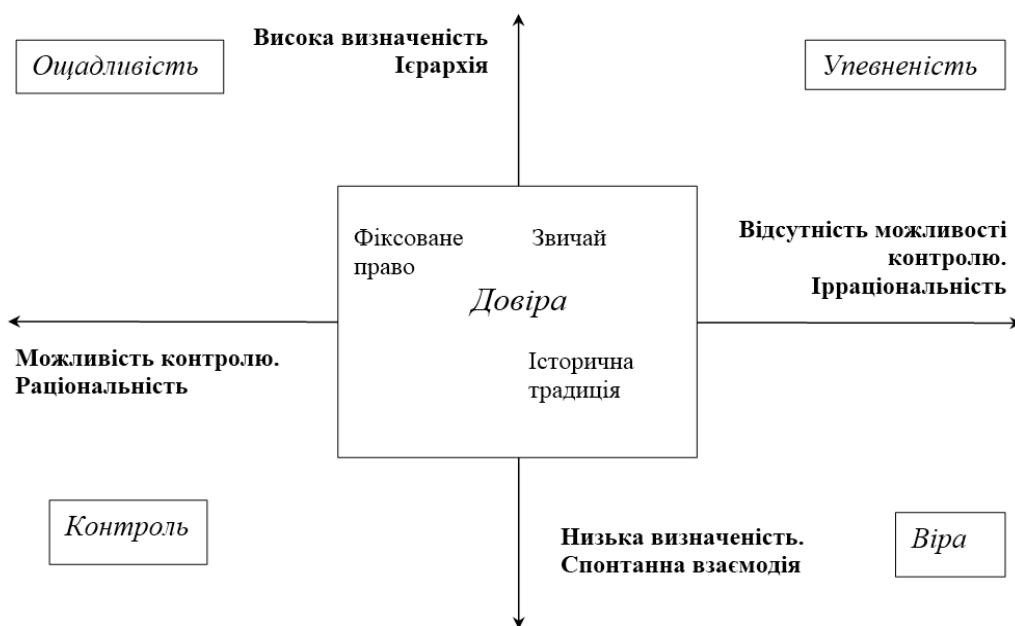 Ощадливість
Висока визначеність
Ієрархія
Упевненість
Фіксоване
право
Звичай
Довіра
Історична
традиція
Відсутність можливості
контролю.
Ірраціональність
Можливість контролю.
Раціональність
Контроль
Низька визначеність.
Спонтанна взаємодія
Віра